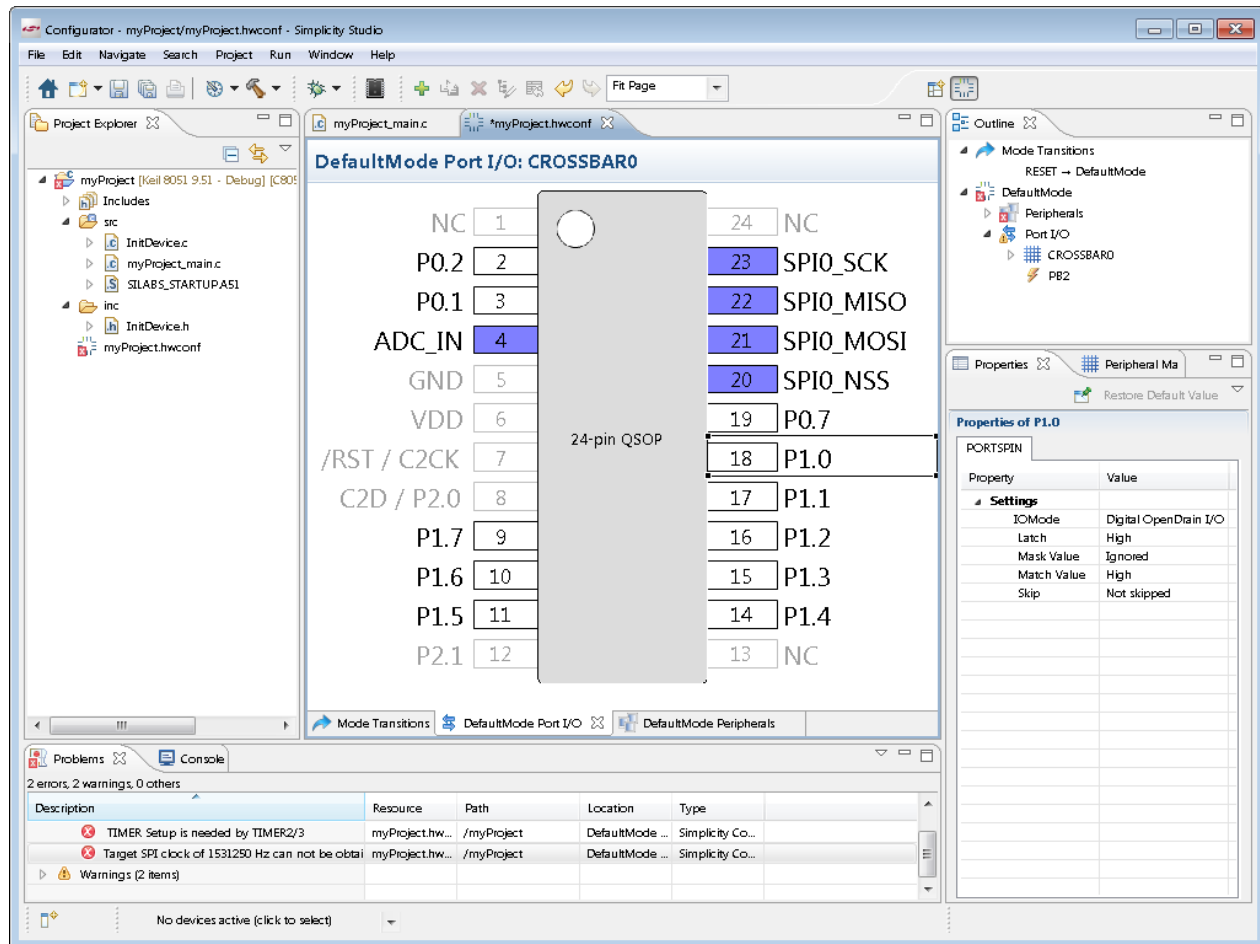 Configurator - myProject/myProject.hwconf - Simplicity Studio
File Edit Navigate Search Project Run Window Help
Fit Page
Project Explorer
myProject [Keil 8051 9.51 - Debug] [C805
Includes
src
InitDevice.c
myProject_main.c
SILABS_STARTUP.A51
inc
InitDevice.h
myProject.hwconf
myProject_main.c *myProject.hwconf
DefaultMode Port I/O: CROSSBAR0
NC 1 24 NC
P0.2 2 23 SPI0_SCK
P0.1 3 22 SPI0_MISO
ADC_IN 4 21 SPI0_MOSI
GND 5 20 SPI0_NSS
VDD 6 19 P0.7
24-pin QSOP
/RST / C2CK 7 18 P1.0
C2D / P2.0 8 17 P1.1
P1.7 9 16 P1.2
P1.6 10 15 P1.3
P1.5 11 14 P1.4
P2.1 12 13 NC
Mode Transitions DefaultMode Port I/O DefaultMode Peripherals
Outline
Mode Transitions
RESET → DefaultMode
DefaultMode
Peripherals
Port I/O
CROSSBAR0
PB2
Properties Peripheral Ma
Restore Default Value
Properties of P1.0
PORTSPIN
Property Value
Settings
IOMode Digital OpenDrain I/O
Latch High
Mask Value Ignored
Match Value High
Skip Not skipped
Problems Console
2 errors, 2 warnings, 0 others
Description Resource Path Location Type
TIMER Setup is needed by TIMER2/3 myProject.hw... /myProject DefaultMode ... Simplicity Co...
Target SPI clock of 1531250 Hz can not be obtai myProject.hw... /myProject DefaultMode ... Simplicity Co...
Warnings (2 items)
No devices active (click to select)